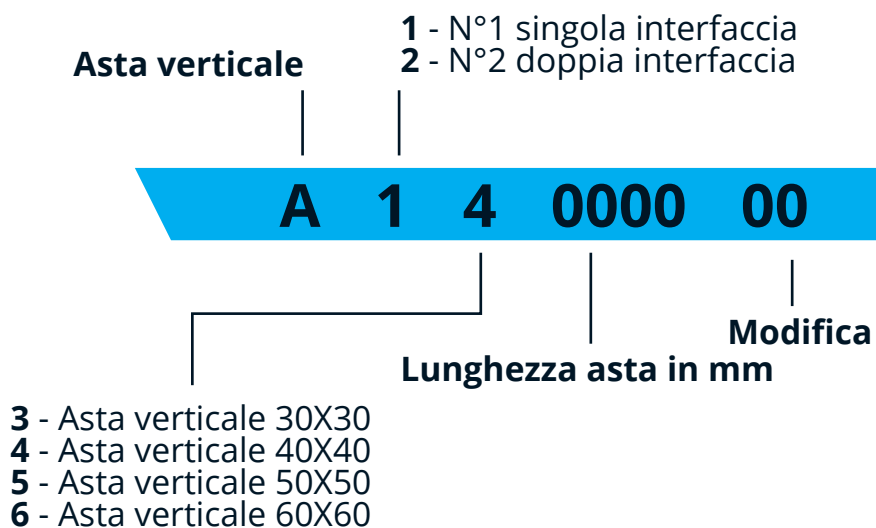 1 - N°1 singola interfaccia
2 - N°2 doppia interfaccia
Asta verticale
A 1 4 0000 00
Modifica
Lunghezza asta in mm
3 - Asta verticale 30X30
4 - Asta verticale 40X40
5 - Asta verticale 50X50
6 - Asta verticale 60X60